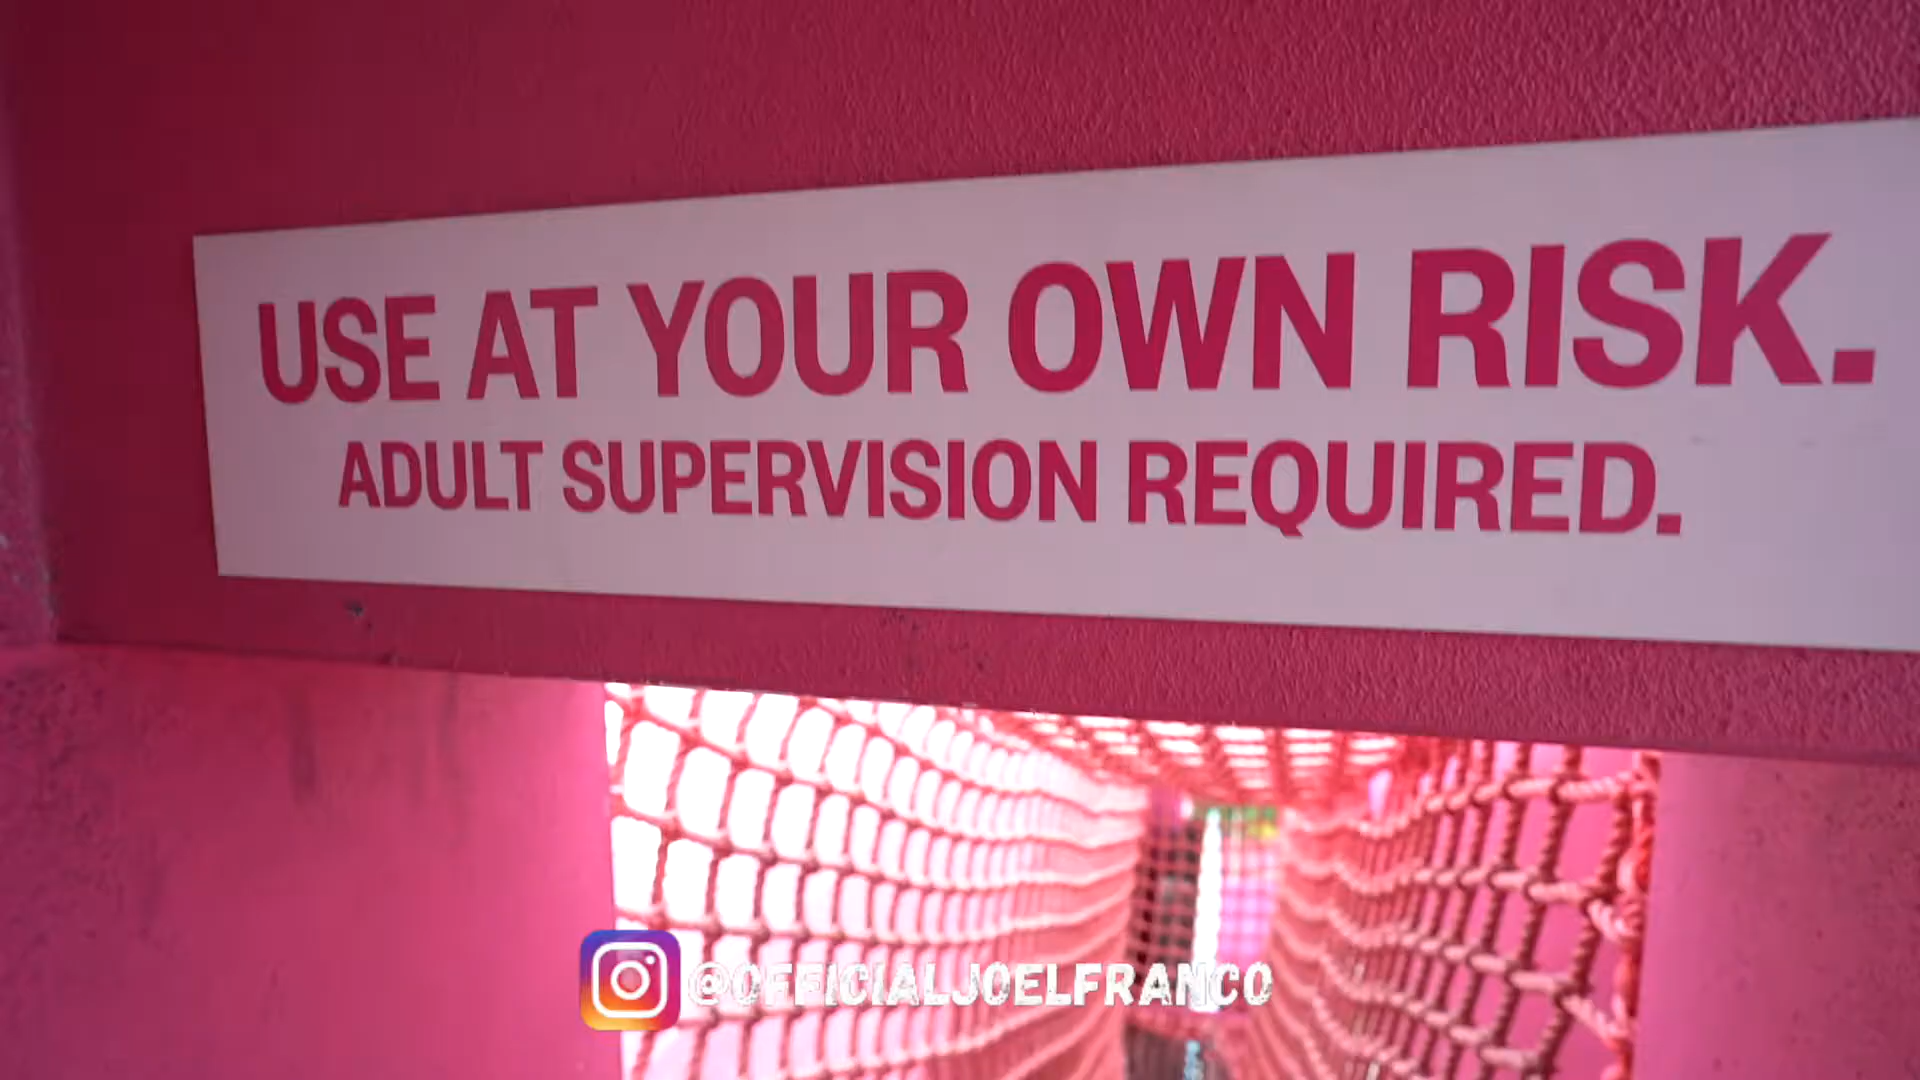 USE AT YOUR OWN RISK.
ADULT SUPERVISION REQUIRED.
@OFFICIALJOELFRANCO